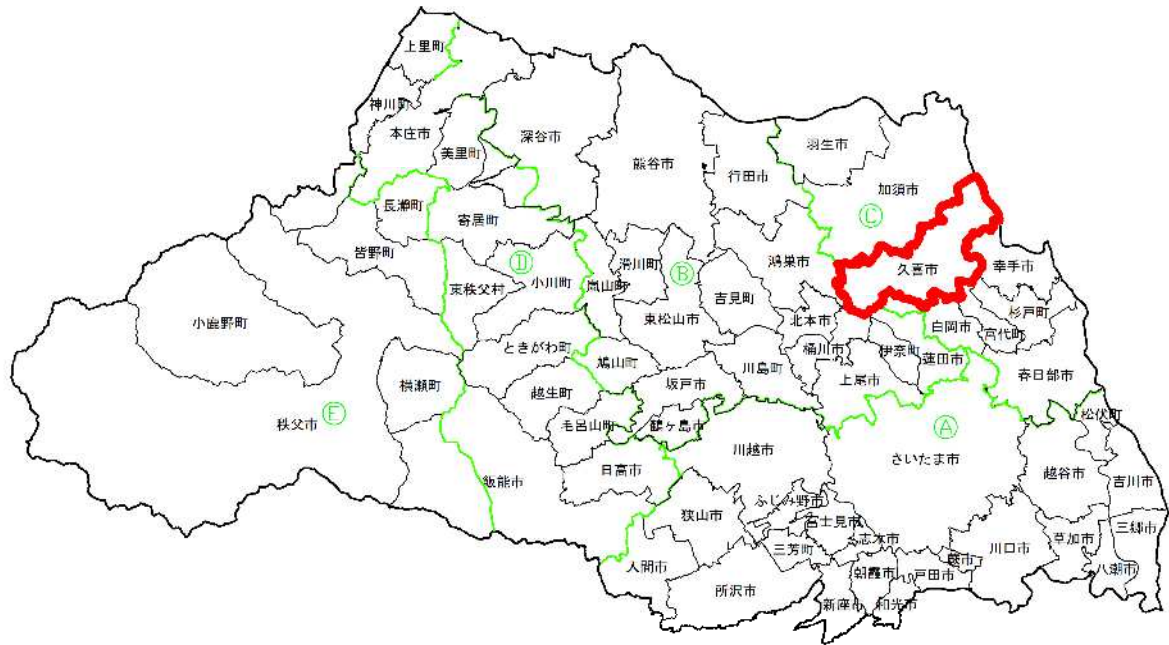 上里町
神川町
本庄市
美里町
深谷市
熊谷市
行田市
羽生市
加須市
Ⓒ
長瀞町
寄居町
皆野町
Ⓓ
小川町
東秩父村
嵐山町
滑川町
Ⓑ
吉見町
鴻巣市
久喜市
幸手市
杉戸町
宮代町
白岡市
小鹿野町
東松山市
北本市
桶川市
伊奈町
蓮田市
ときがわ町
鳩山町
川島町
上尾市
春日部市
横瀬町
越生町
坂戸市
松伏町
秩父市
Ⓔ
毛呂山町
鶴ヶ島市
川越市
Ⓐ
さいたま市
飯能市
日高市
越谷市
吉川市
狭山市
ふじみ野市
富士見市
志木市
三芳町
入間市
所沢市
朝霞市
新座市
和光市
戸田市
蕨市
川口市
草加市
三郷市
八潮市